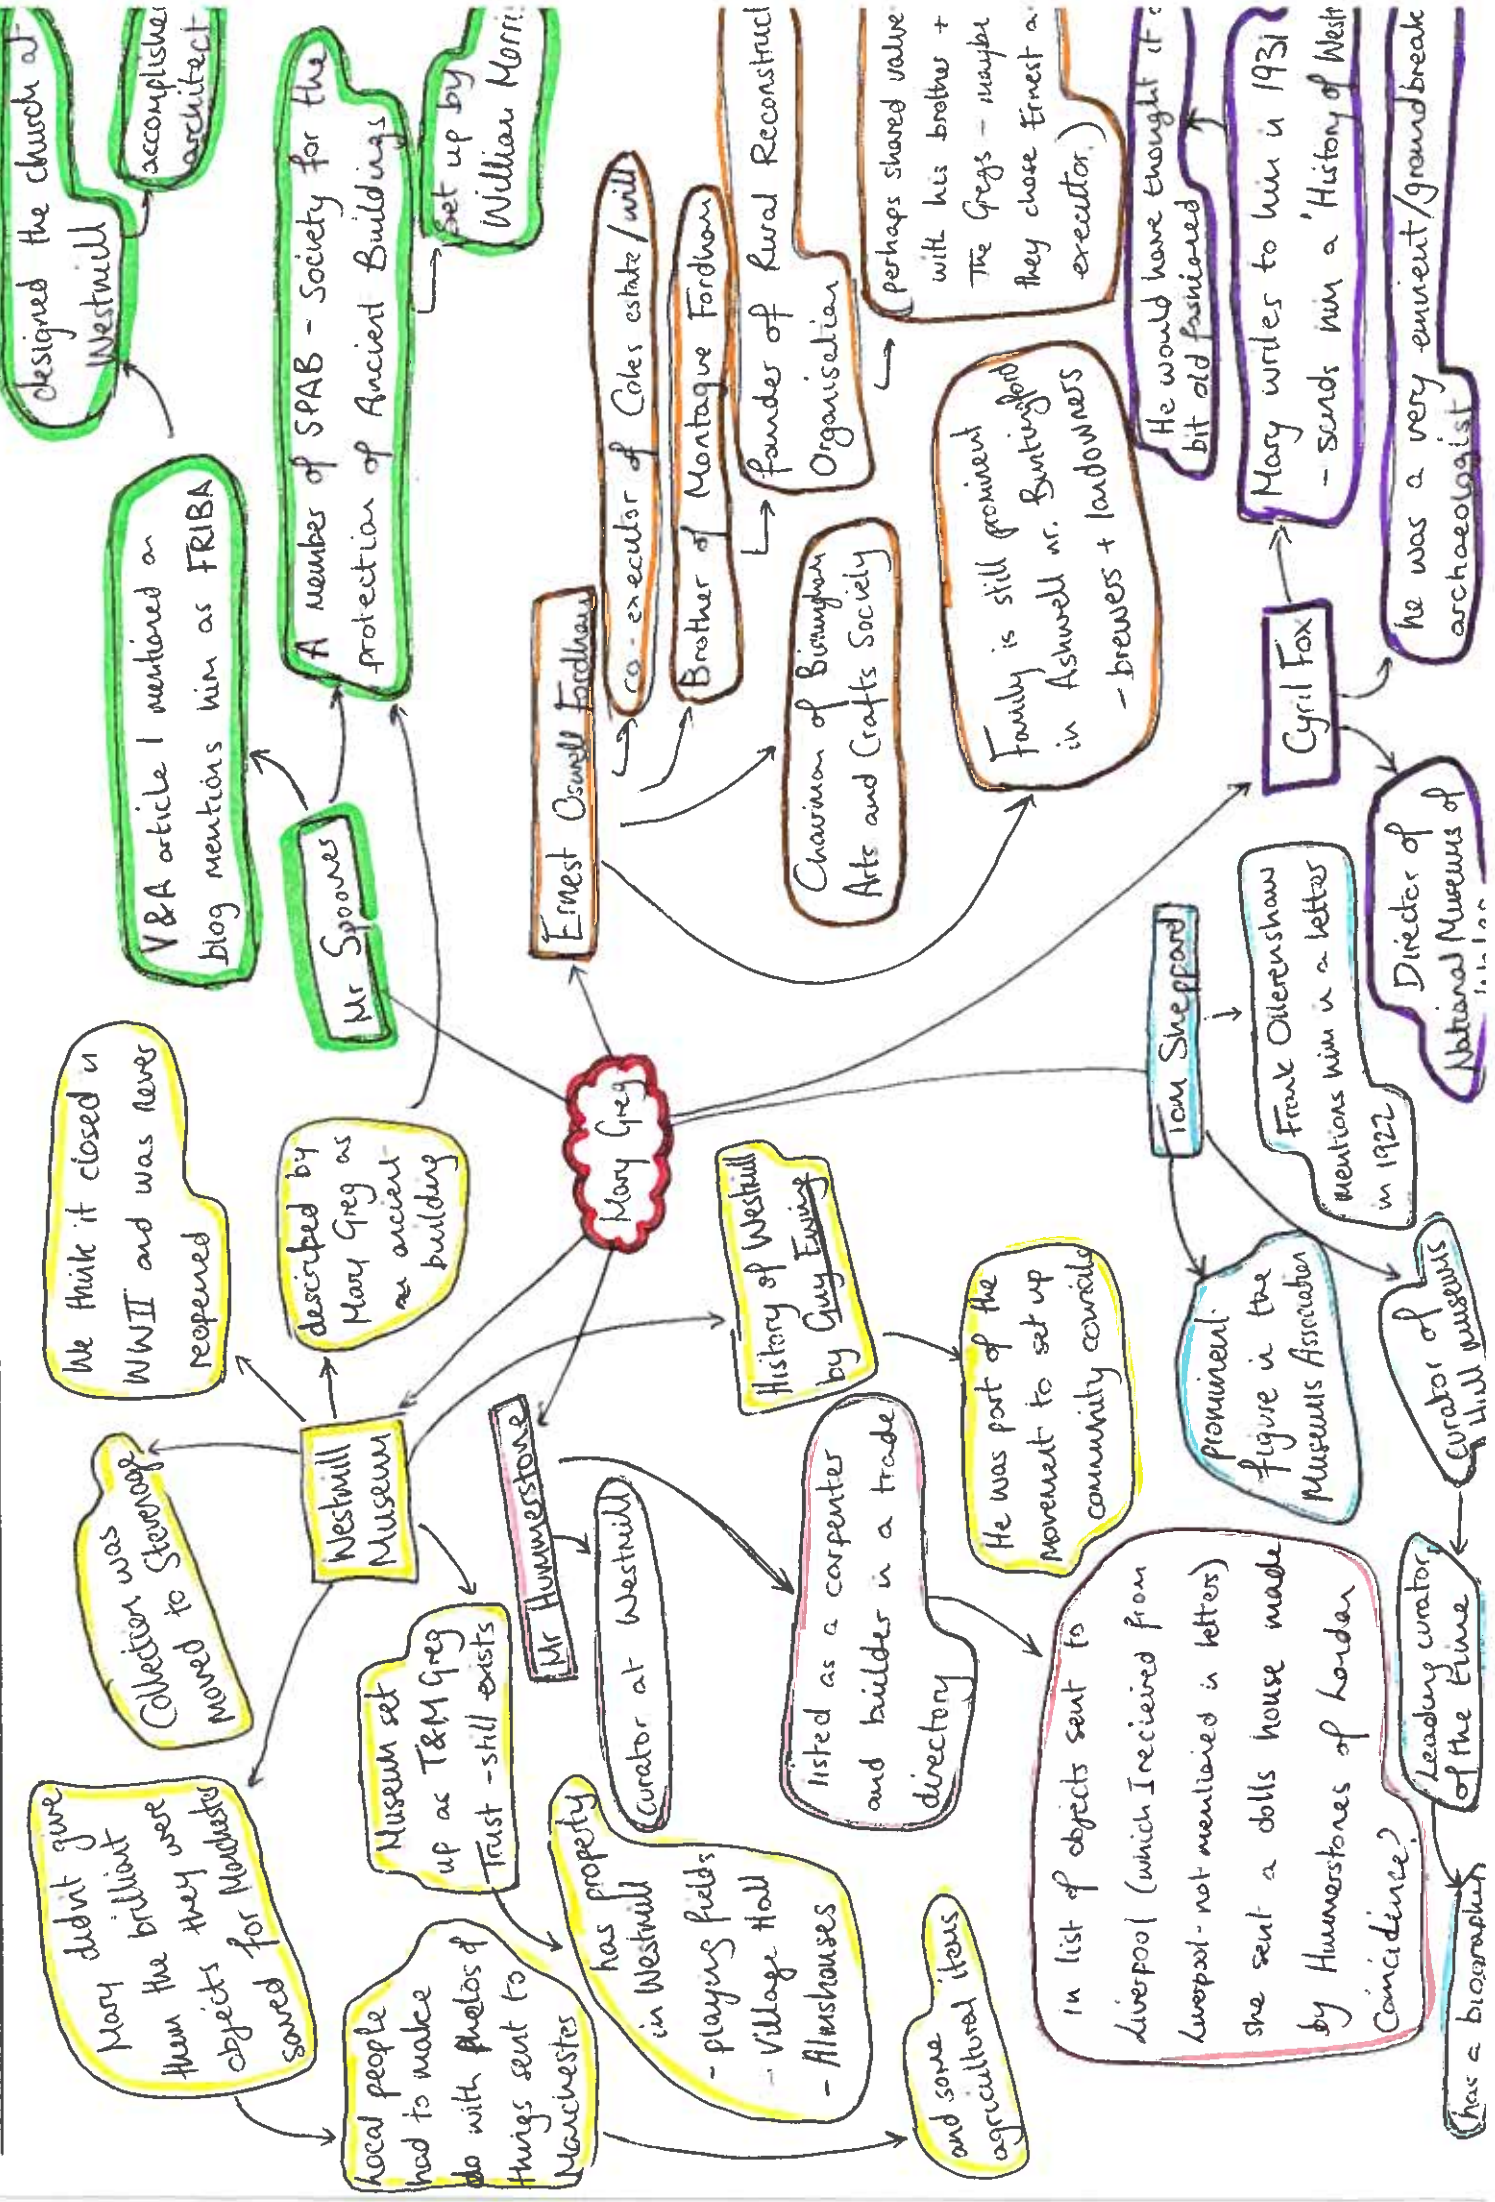 Mary Greg
Westmill
Museum
We think it closed in
WWII and was never
reopened
described by
Mary Greg as
an ancient
building
Collection was
moved to Stevenage
Mary didn't give
them the brilliant
objects they were
saved for Manchester
Local people
had to make
do with photos of
things sent to
Manchester
and some
agricultural items
Museum set
up as T&M Greg
Trust - still exists
has property
in Westmill
- playing fields
- Village Hall
- Almshouses
History of Westmill
by Guy Ewing
He was part of the
movement to set up
community councils
Mr Hummerstone
Curator at Westmill
listed as a carpenter
and builder in a trade
directory
in list of objects sent to
Liverpool (which I recieved from
Liverpool - not mentioned in letters)
she sent a dolls house made
by Humerstones of London
Coincidince?
Mr Spooner
V&A article I mentioned on
blog mentions him as FRIBA
designed the church at
Westmill
accomplishe
architect
A member of SPAB - Society for the
protection of Ancient Buildings
set up by
William Morri
Ernest Oswald Fordham
co-executor of Coles estate/will
Brother of Montague Fordham
founder of Rural Reconstruct
Organisation
(perhaps shared value
with his brother +
The Gregs - maybe
they chose Ernest a
executor.)
Chairman of Birmingham
Arts and Crafts Society
Family is still prominent
in Ashwell nr. Buntingford
- brewers + landowners
Cyril Fox
Mary writes to him in 1931
- sends him a 'History of Westm
He would have thought it a
bit old fashioned
he was a very eminent/groundbreak
archaeologist
Director of
National Museums of
Tom Sheppard
Frank Ollerenshaw
mentions him in a letter
in 1922
prominent
figure in the
Museums Association
curator of
Hull museums
Leading curator
of the time
has a biography